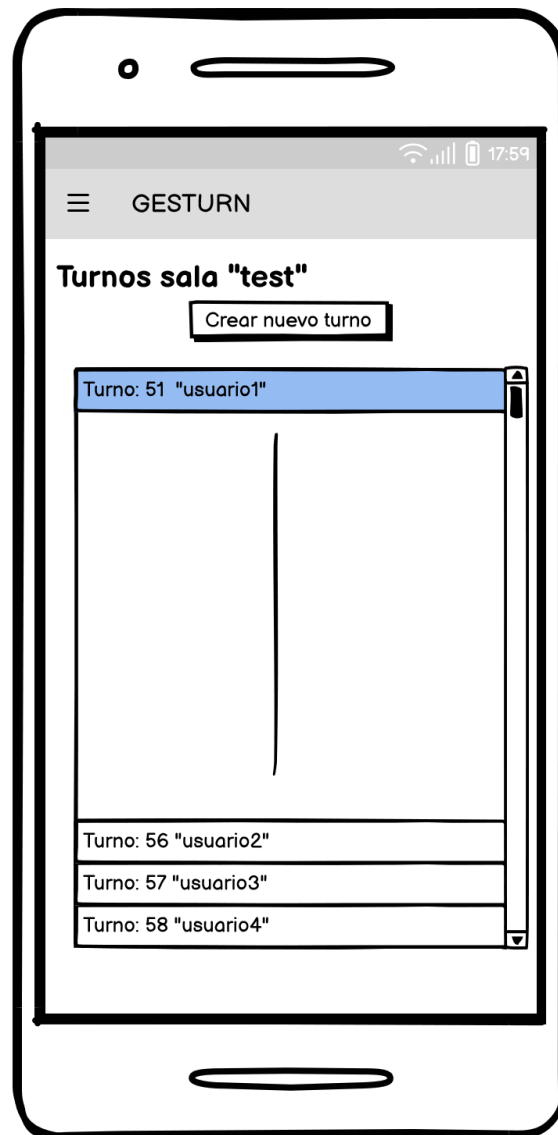 17:59
GESTURN
Turnos sala "test"
Crear nuevo turno
Turno: 51 "usuario1"
Turno: 56 "usuario2"
Turno: 57 "usuario3"
Turno: 58 "usuario4"